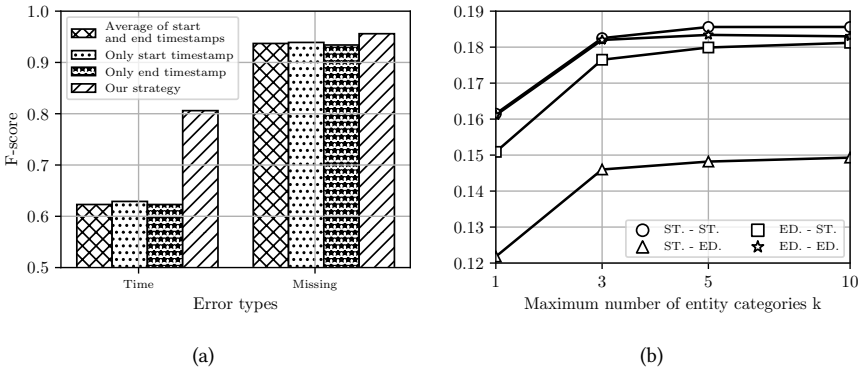 F-score
1.0
0.9
0.8
0.7
0.6
0.5
Average of start
and end timestamps
Only start timestamp
Only end timestamp
Our strategy
Time
Missing
Error types
(a)
0.19
0.18
0.17
0.16
0.15
0.14
0.13
0.12
ST. - ST.
ST. - ED.
ED. - ST.
ED. - ED.
1
3
5
10
Maximum number of entity categories k
(b)